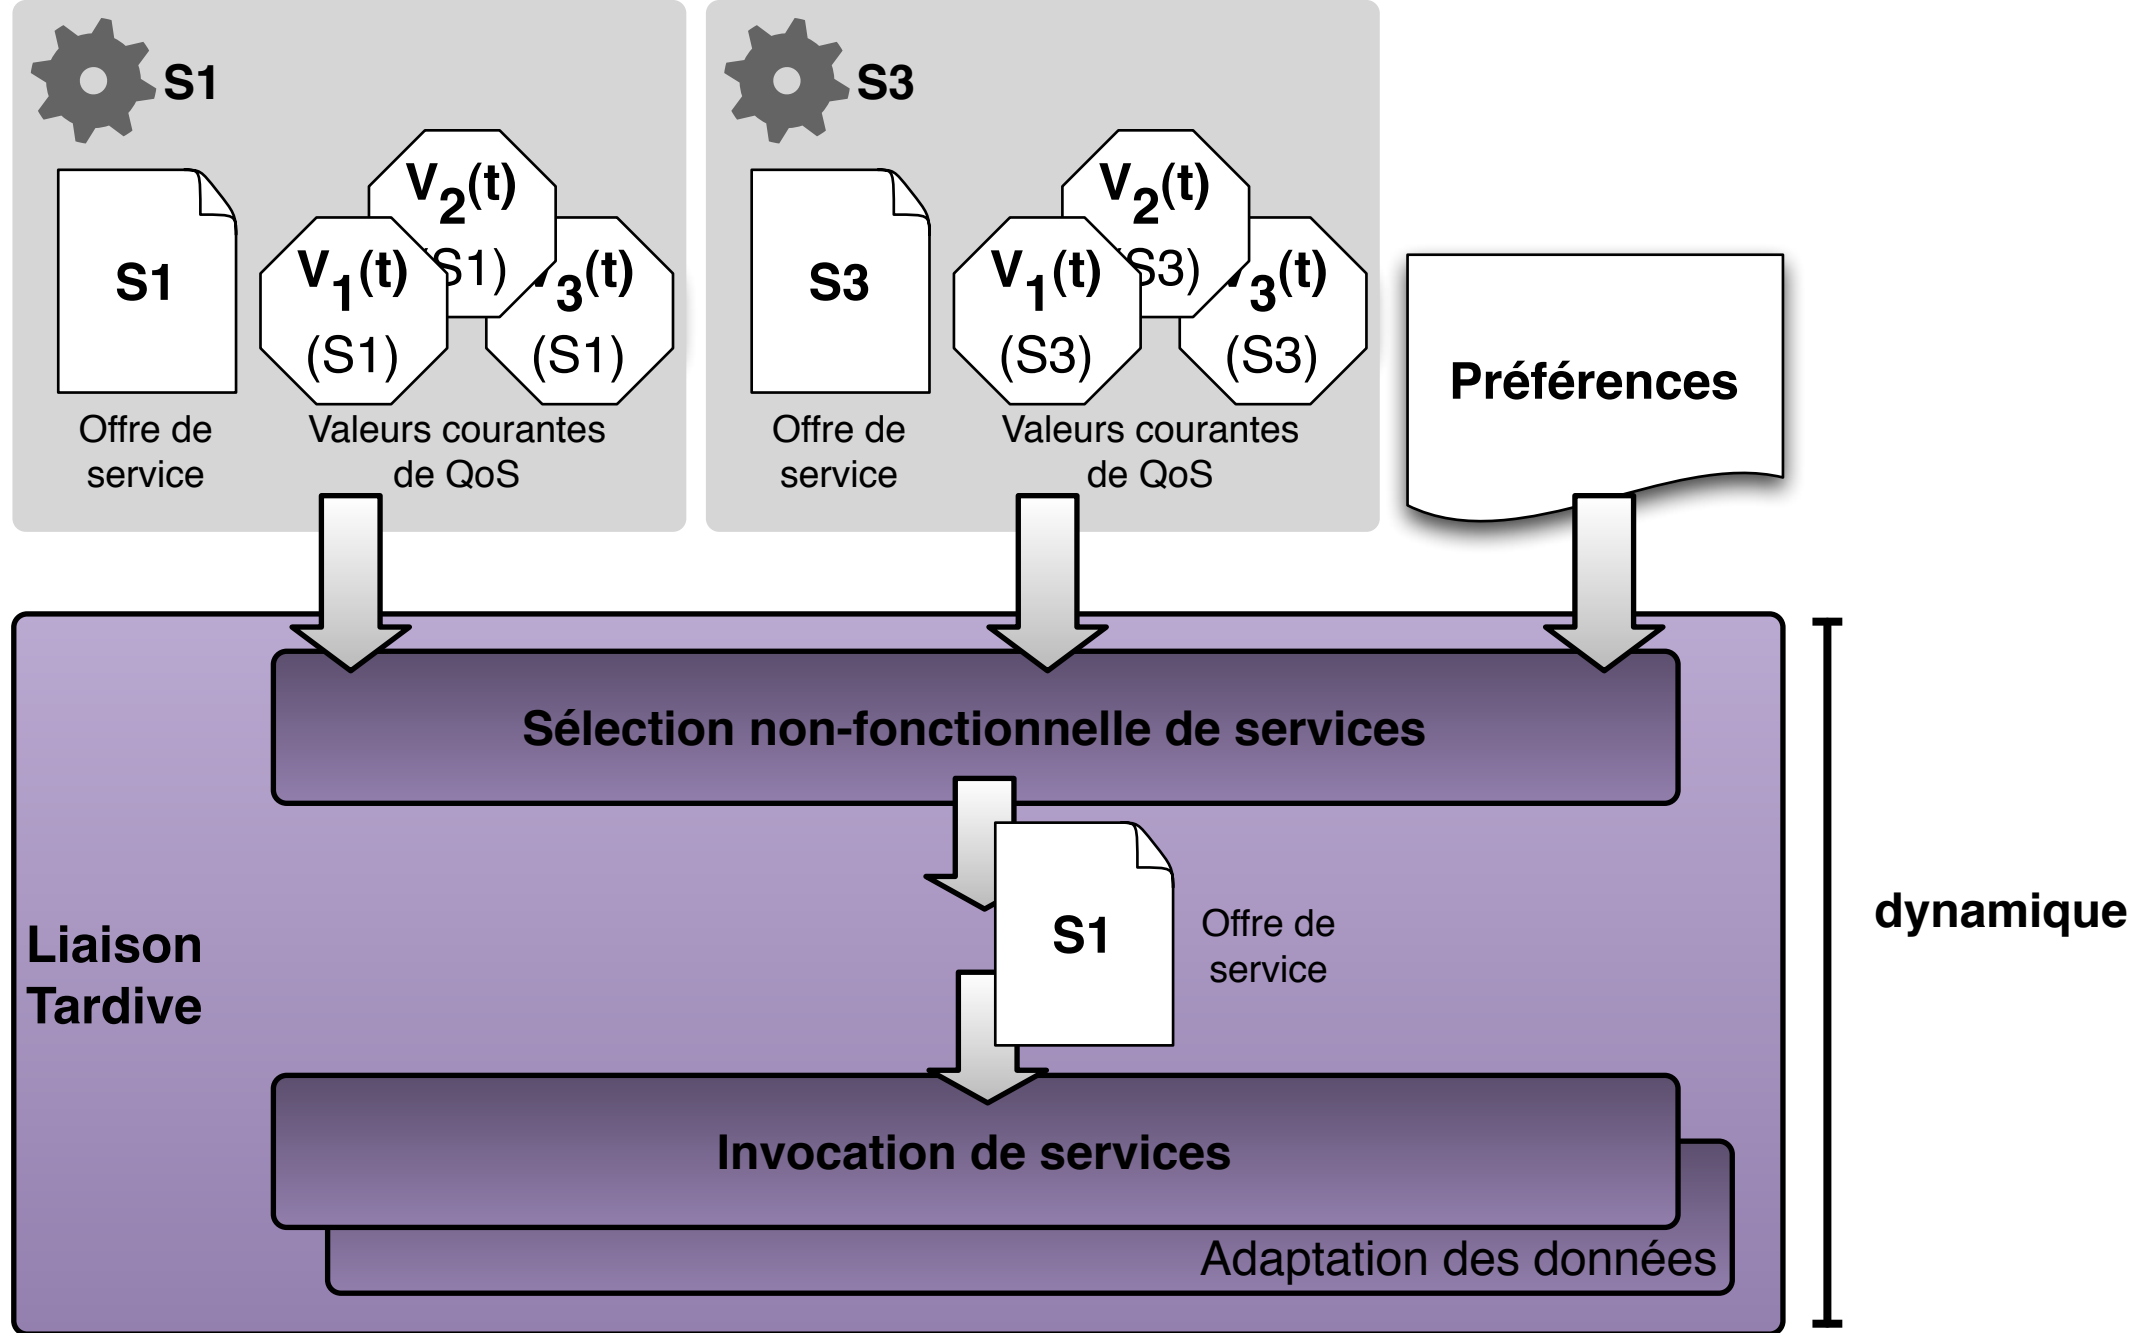 S1
S1
V1(t)
(S1)
V2(t)
S1)
3(t)
(S1)
Offre de
service
Valeurs courantes
de QoS
S3
S3
V1(t)
(S3)
V2(t)
S3)
3(t)
(S3)
Offre de
service
Valeurs courantes
de QoS
Préférences
Sélection non-fonctionnelle de services
S1
Offre de
service
Liaison
Tardive
dynamique
Invocation de services
Adaptation des données